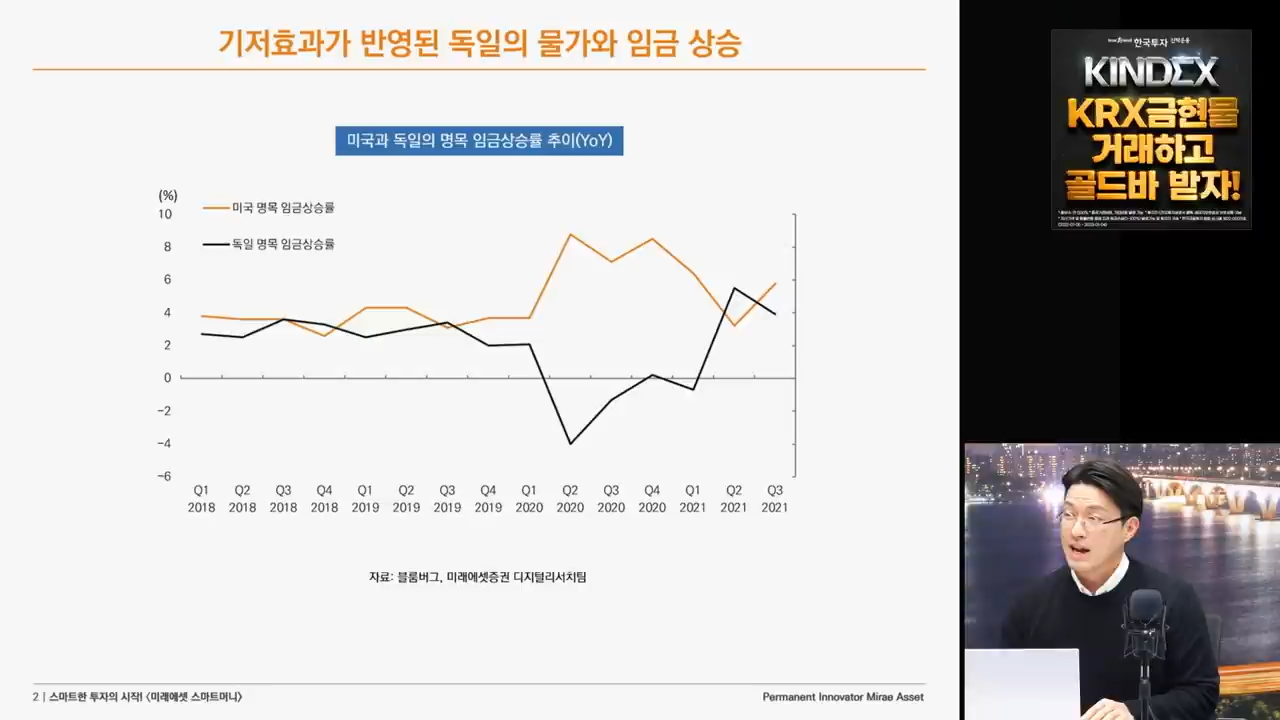 기저효과가 반영된 독일의 물가와 임금 상승
미국과 독일의 명목 임금상승률 추이(YoY)
(%)
10
8
6
4
2
0
-2
-4
-6
미국 명목 임금상승률
독일 명목 임금상승률
Q1 Q2 Q3 Q4 Q1 Q2 Q3 Q4 Q1 Q2 Q3 Q4 Q1 Q2 Q3
2018 2018 2018 2018 2019 2019 2019 2019 2020 2020 2020 2020 2021 2021 2021
자료: 블룸버그, 미래에셋증권 디지털리서치팀
2 | 스마트한 투자의 시작! 〈미래에셋 스마트머니〉
Permanent Innovator Mirae Asset
한국투자 신탁운용
KINDEX
KRX금현물
거래하고
골드바 받자!